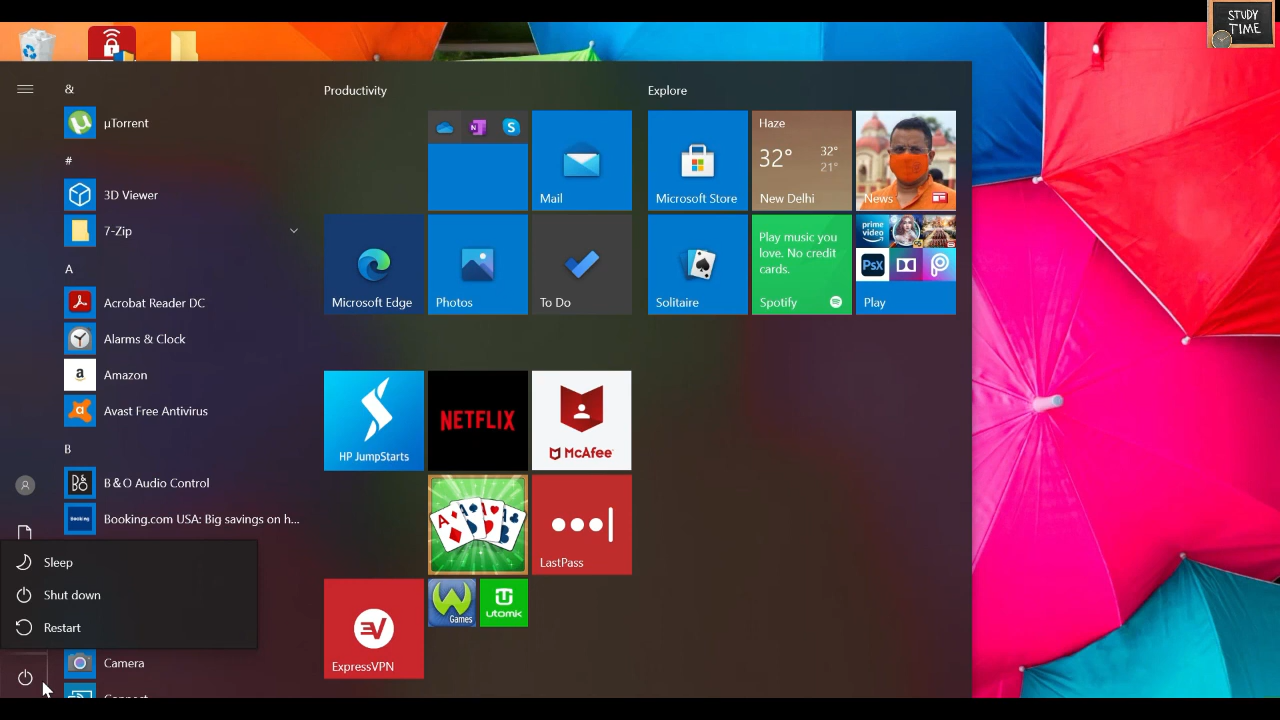 STUDY
TIME
&
µTorrent
#
3D Viewer
7-Zip
A
Acrobat Reader DC
Alarms & Clock
a
Amazon
Avast Free Antivirus
B
B&O Audio Control
Booking.com USA: Big savings on h...
Sleep
Shut down
Restart
Camera
Connect
Productivity
Mail
Microsoft Edge
Photos
To Do
HP JumpStarts
NETFLIX
McAfee
LastPass
ExpressVPN
Games
utomik
Explore
Microsoft Store
Haze
32°
32°
21°
New Delhi
News
Solitaire
Play music you
love. No credit
cards.
Spotify
prime
video
PsX
Play